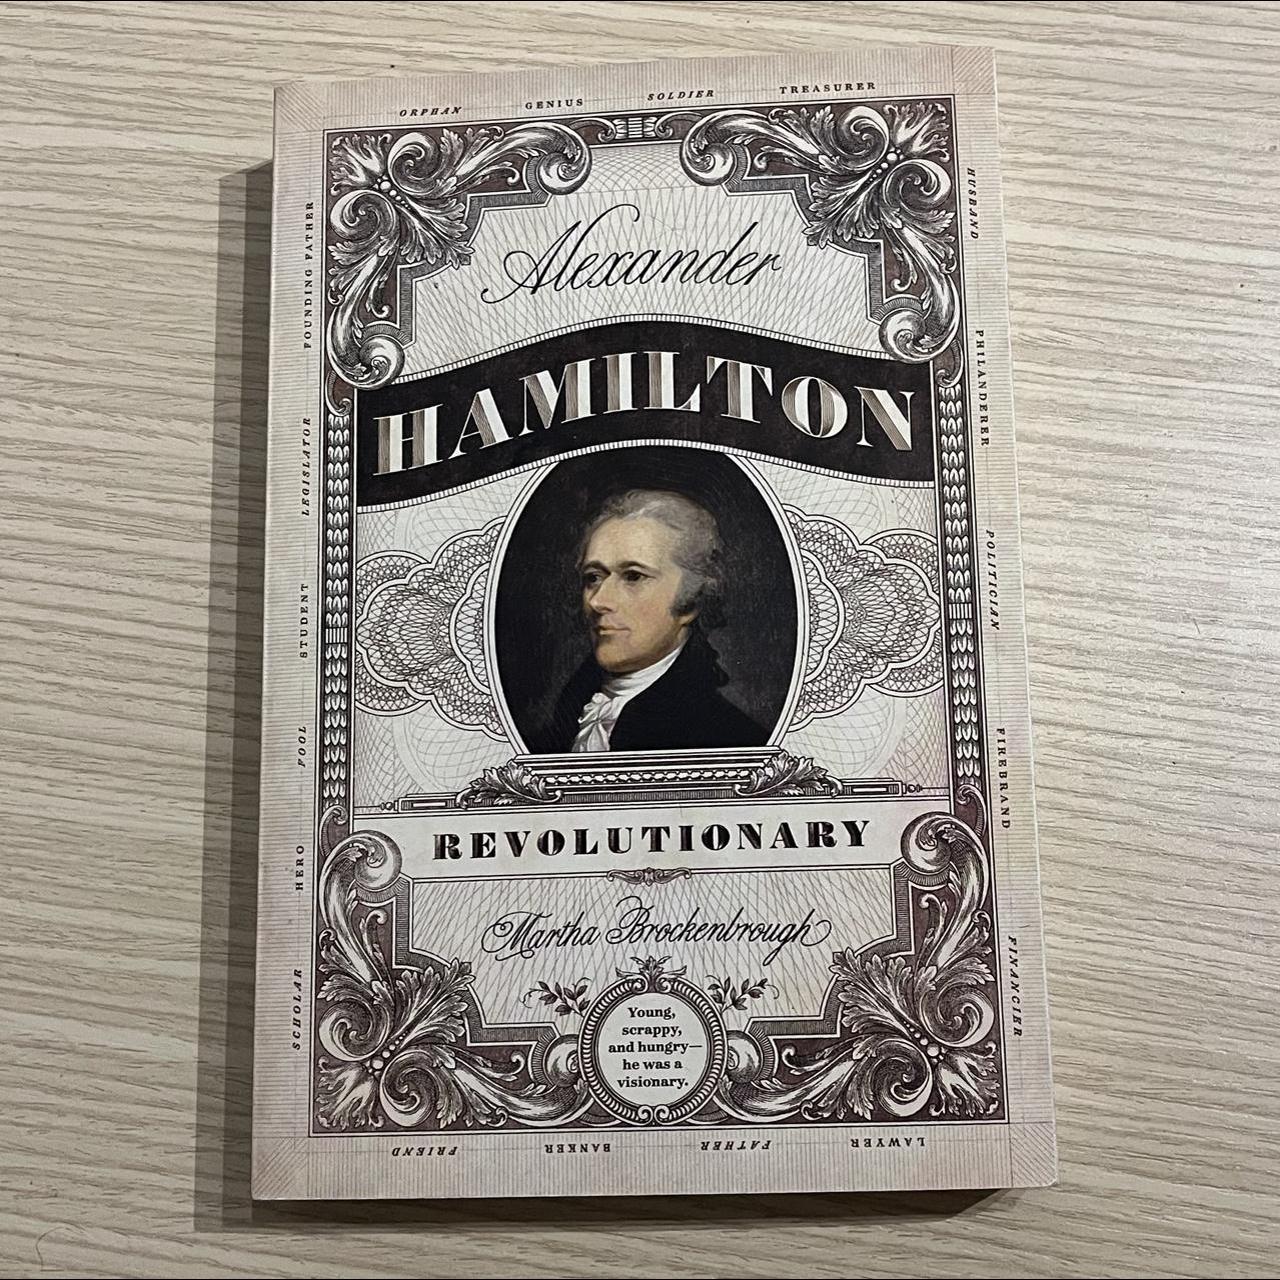 ORPHAN GENIUS SOLDIER TREASURER
HUSBAND
PHILANDERER
POLITICIAN
FIREBRAND
FINANCIER
LAWYER
FATHER
BANKER
FRIEND
SCHOLAR
HERO
FOOL
STUDENT
LEGISLATOR
FOUNDING FATHER
Alexander
HAMILTON
REVOLUTIONARY
Martha Brockenbrough
Young,
scrappy,
and hungry—
he was a
visionary.